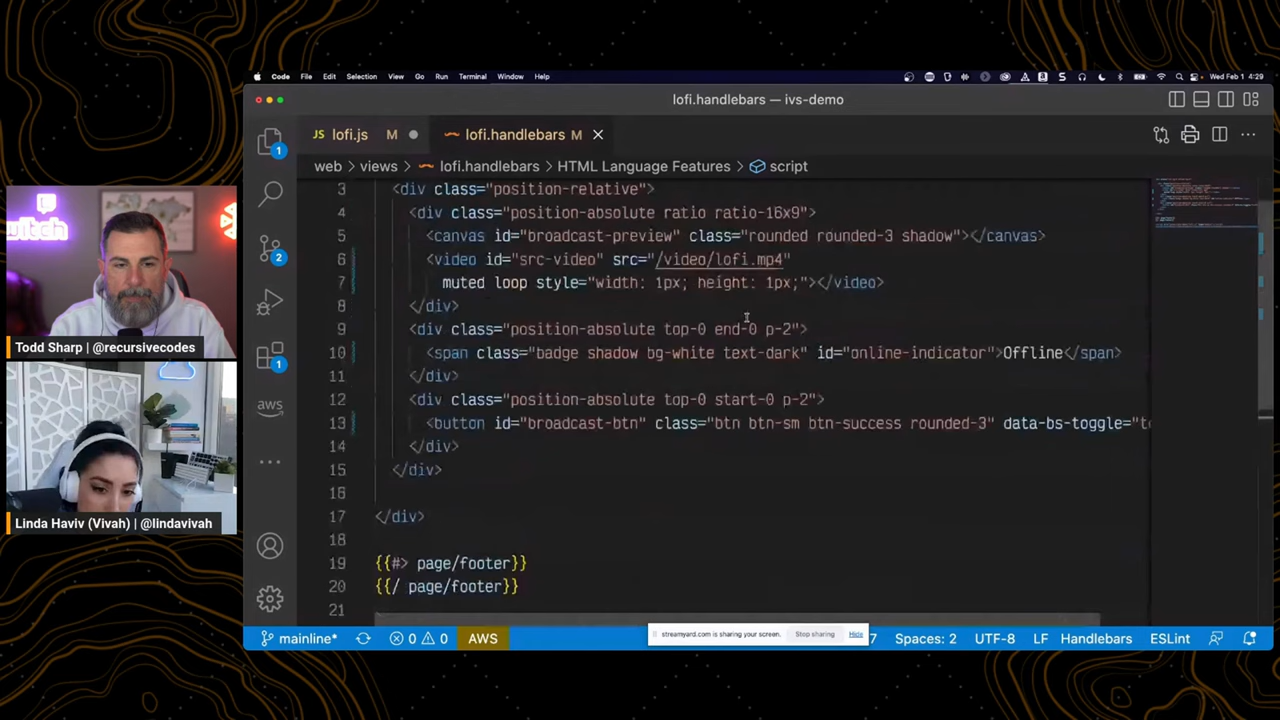 Code File Edit Selection View Go Run Terminal Window Help
Wed Feb 1 4:29
lofi.handlebars — ivs-demo
JS lofi.js M
lofi.handlebars M
web > views > lofi.handlebars > HTML Language Features > script
3 <div class="position-relative">
4 <div class="position-absolute ratio ratio-16x9">
5 <canvas id="broadcast-preview" class="rounded rounded-3 shadow"></canvas>
6 <video id="src-video" src="/video/lofi.mp4"
7 muted loop style="width: 1px; height: 1px;"></video>
8 </div>
9 <div class="position-absolute top-0 end-0 p-2">
10 <span class="badge shadow bg-white text-dark" id="online-indicator">Offline</span>
11 </div>
12 <div class="position-absolute top-0 start-0 p-2">
13 <button id="broadcast-btn" class="btn btn-sm btn-success rounded-3" data-bs-toggle="to
14 </div>
15 </div>
16
17 </div>
18
19 {{#> page/footer}}
20 {{/ page/footer}}
21
1
2
1
aws
witch
Todd Sharp | @recursivecodes
Linda Haviv (Vivah) | @lindavivah
mainline*
0
0
AWS
streamyard.com is sharing your screen.
Stop sharing
Hide
7
Spaces: 2
UTF-8
LF
Handlebars
ESLint